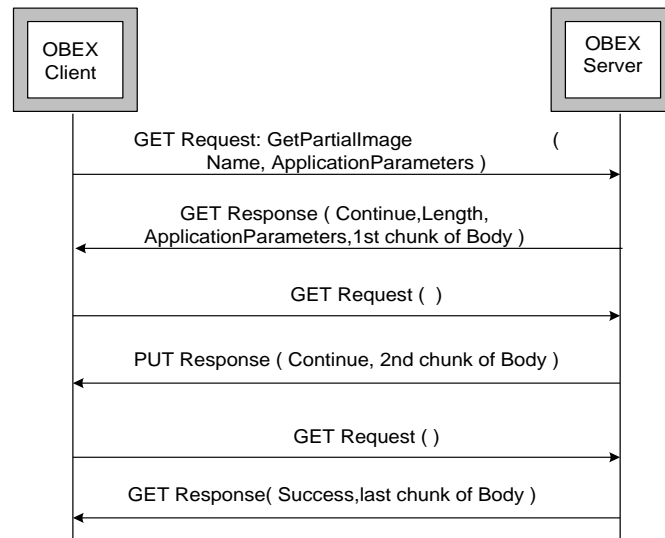 OBEX
Client
OBEX
Server
GET Request: GetPartialImage (
Name, ApplicationParameters )
GET Response ( Continue,Length,
ApplicationParameters,1st chunk of Body )
GET Request ( )
PUT Response ( Continue, 2nd chunk of Body )
GET Request ( )
GET Response( Success,last chunk of Body )